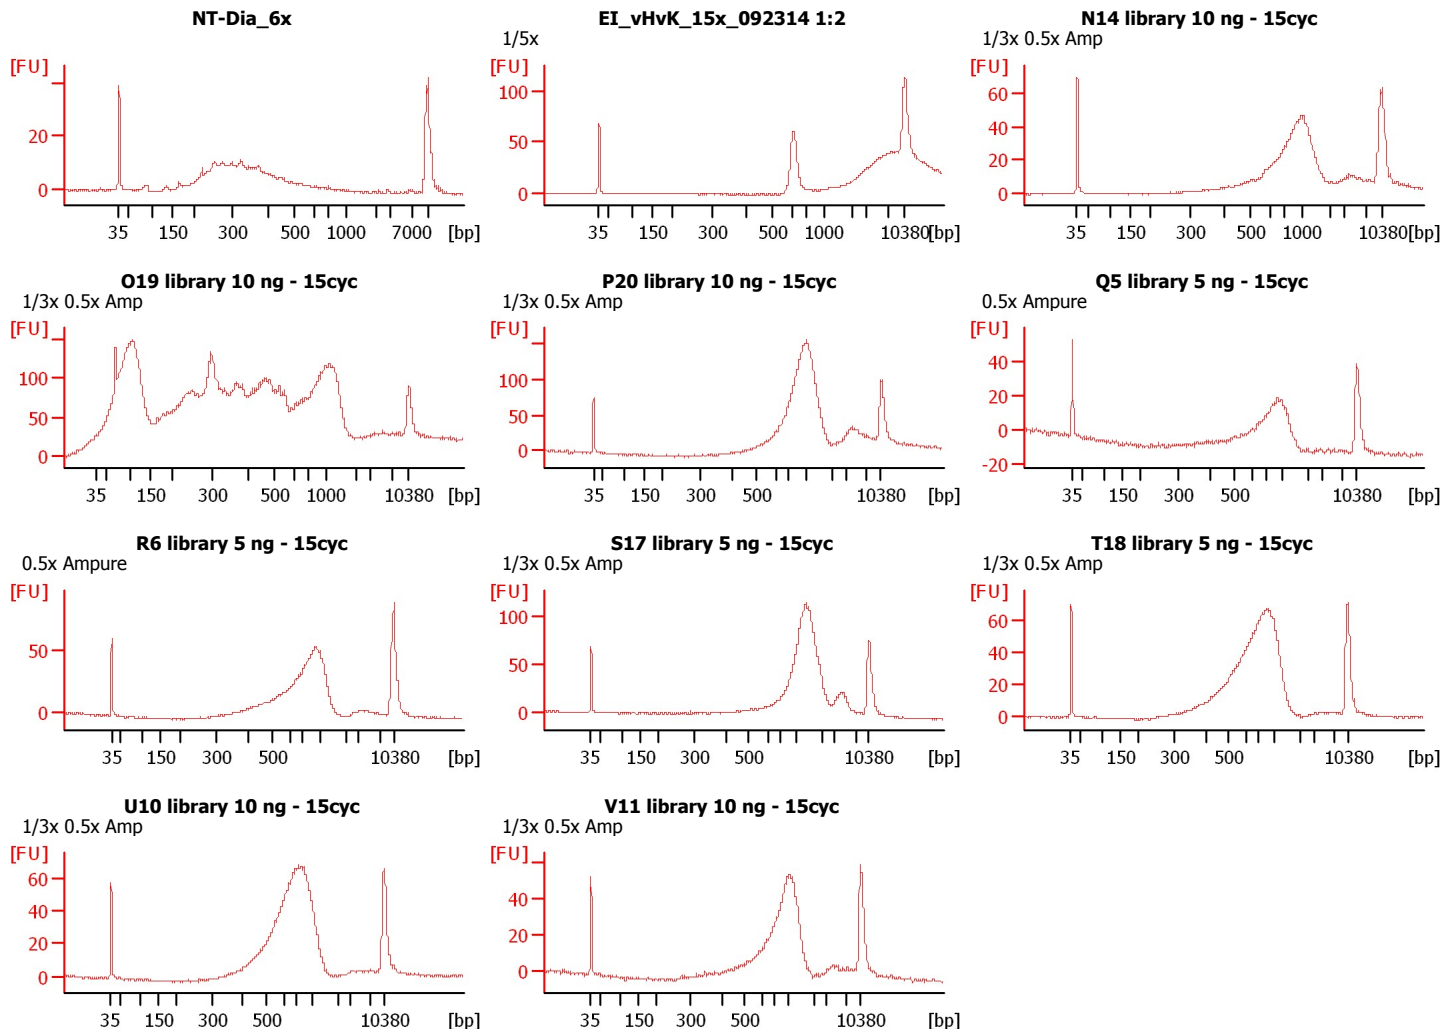 NT-Dia_6x
[FU]
20
0
35 150 300 500 1000 7000 [bp]
EI_vHvK_15x_092314 1:2
1/5x
[FU]
100
50
0
35 150 300 500 1000 10380[bp]
N14 library 10 ng - 15cyc
1/3x 0.5x Amp
[FU]
60
40
20
0
35 150 300 500 1000 10380[bp]
O19 library 10 ng - 15cyc
1/3x 0.5x Amp
[FU]
100
50
0
35 150 300 500 1000 10380 [bp]
P20 library 10 ng - 15cyc
1/3x 0.5x Amp
[FU]
100
50
0
35 150 300 500 10380 [bp]
Q5 library 5 ng - 15cyc
0.5x Ampure
[FU]
40
20
0
-20
35 150 300 500 10380 [bp]
R6 library 5 ng - 15cyc
0.5x Ampure
[FU]
50
0
35 150 300 500 10380 [bp]
S17 library 5 ng - 15cyc
1/3x 0.5x Amp
[FU]
100
50
0
35 150 300 500 10380 [bp]
T18 library 5 ng - 15cyc
1/3x 0.5x Amp
[FU]
60
40
20
0
35 150 300 500 10380 [bp]
U10 library 10 ng - 15cyc
1/3x 0.5x Amp
[FU]
60
40
20
0
35 150 300 500 10380 [bp]
V11 library 10 ng - 15cyc
1/3x 0.5x Amp
[FU]
40
20
0
35 150 300 500 10380 [bp]